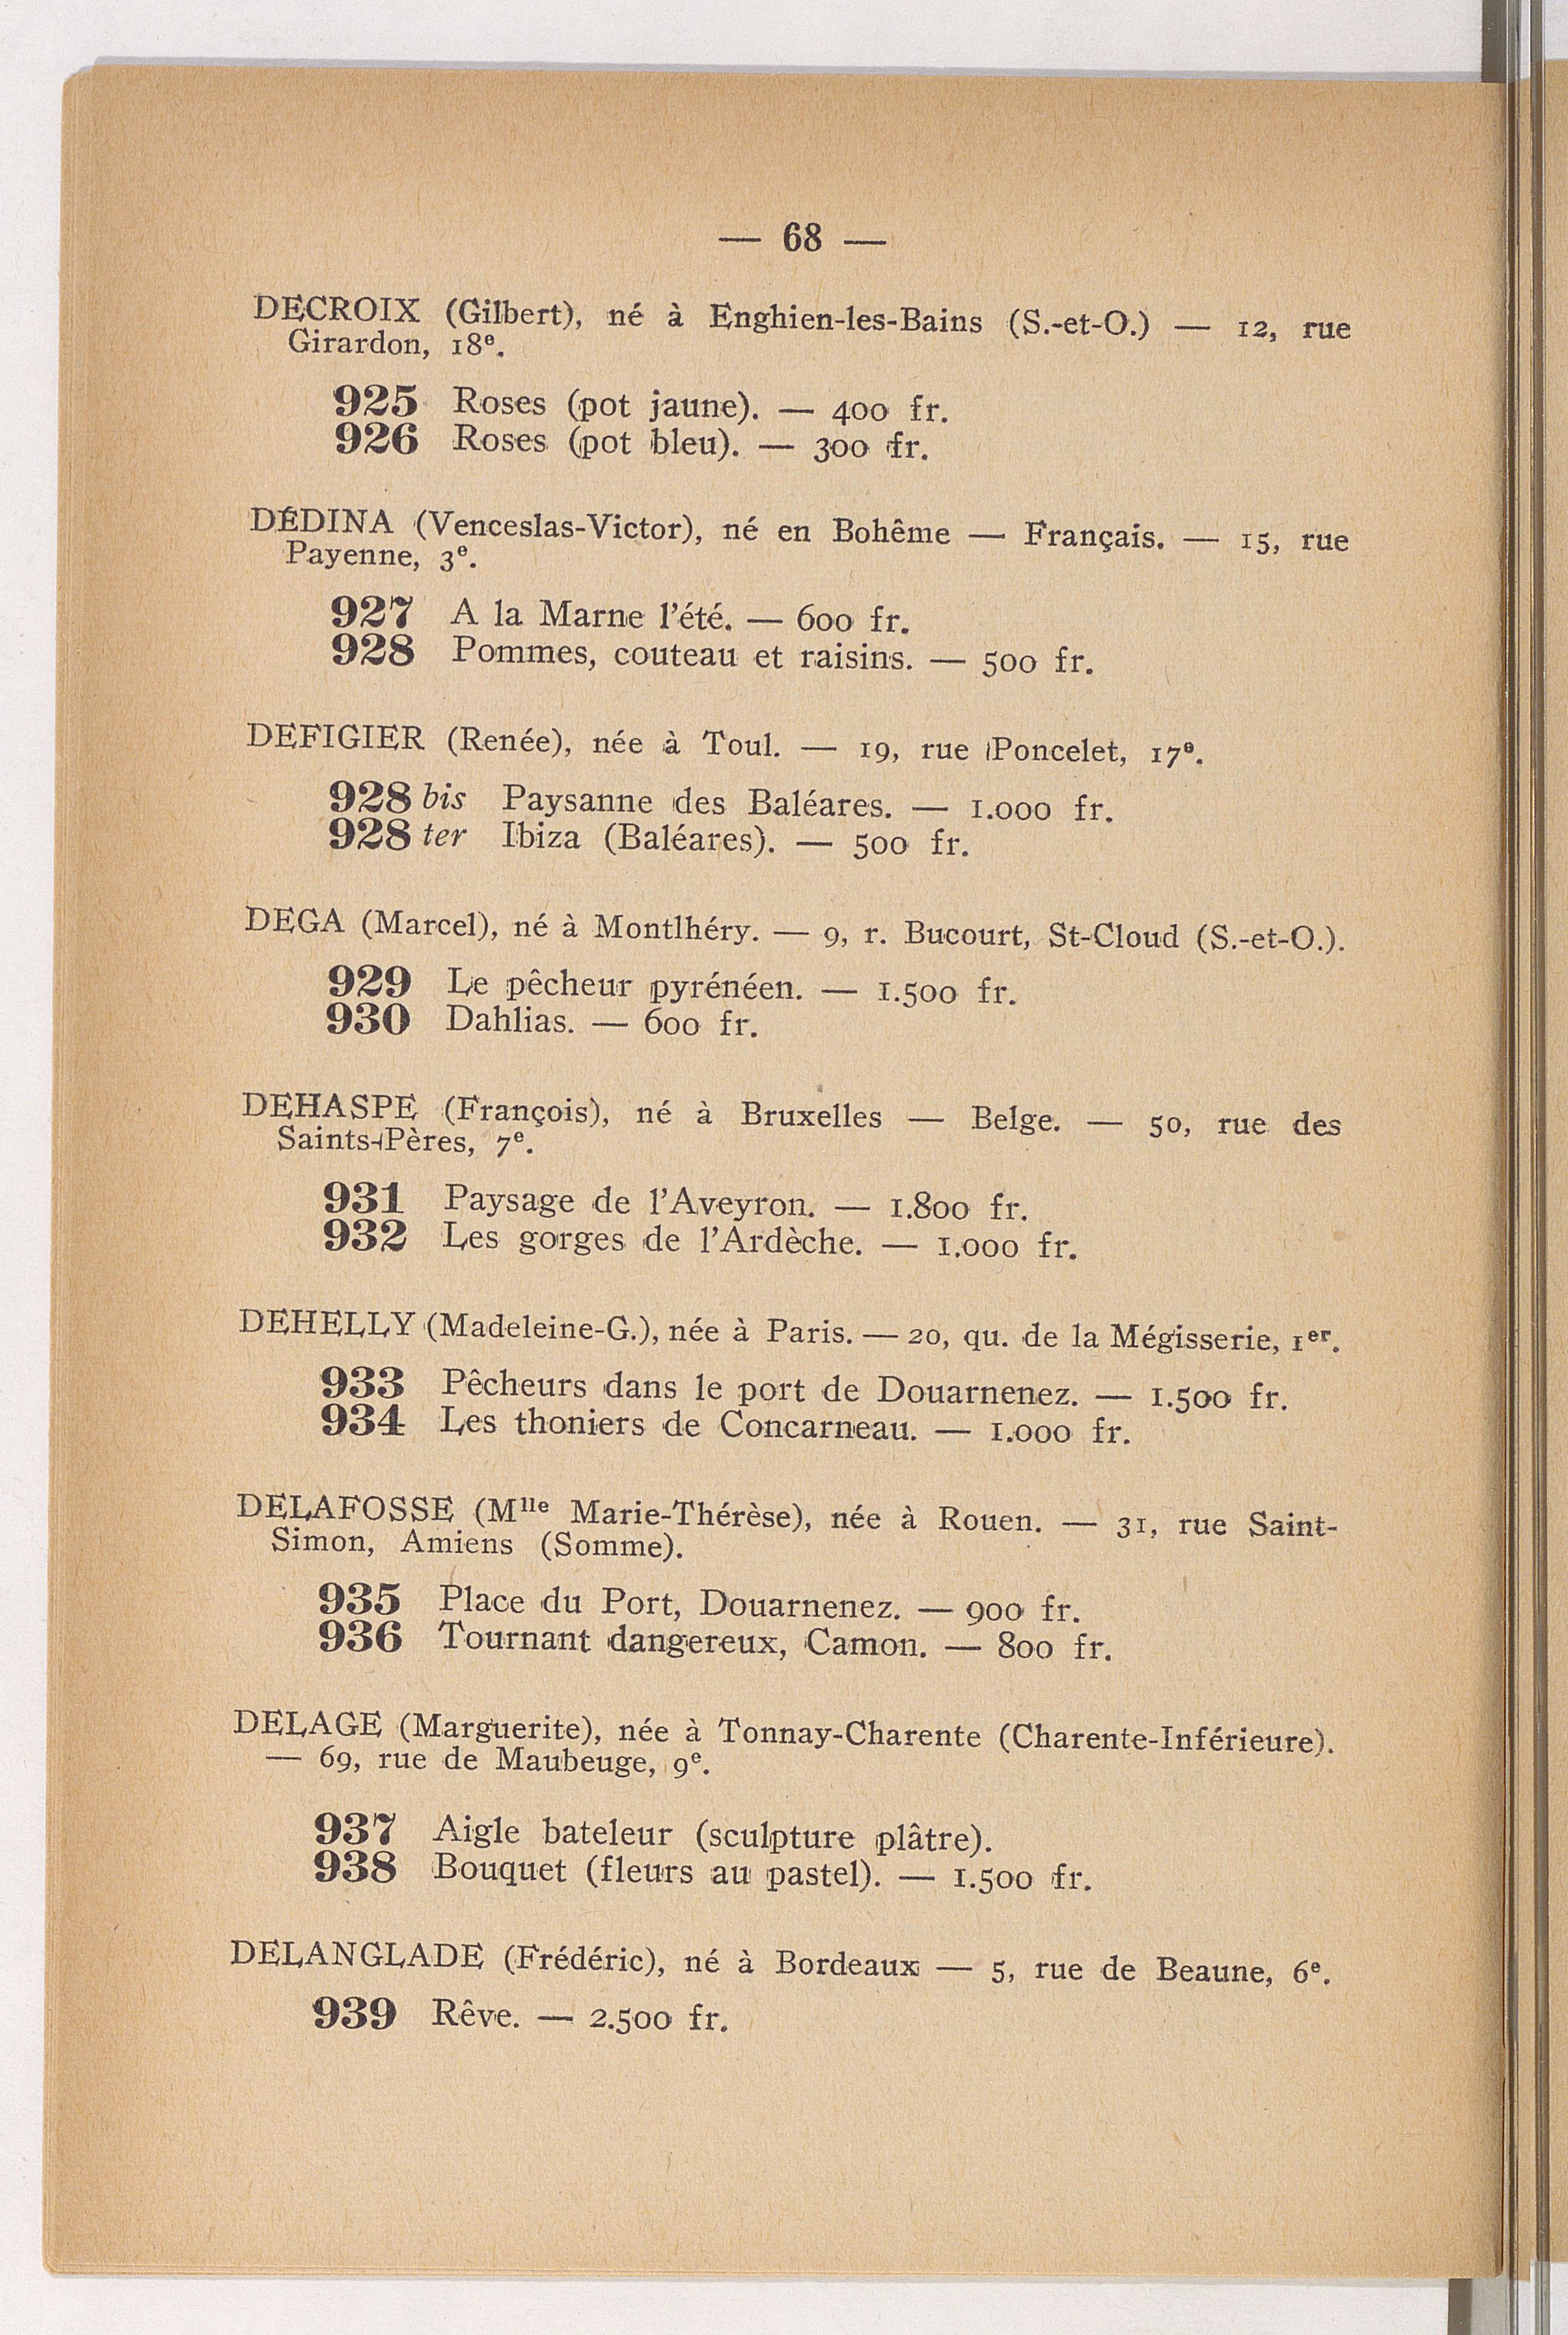 — 68 —
DECROIX (Gilbert), né à Enghien-les-Bains (S.-et-O.) — 12, rue
Girardon, 18e.
925 Roses (pot jaune). — 400 fr.
926 Roses (pot bleu). — 300 fr.
DÉDINA (Venceslas-Victor), né en Bohême — Français. — 15, rue
Payenne, 3e.
927 A la Marne l'été. — 600 fr.
928 Pommes, couteau et raisins. — 500 fr.
DEFIGIER (Renée), née à Toul. — 19, rue Poncelet, 17e.
928 bis Paysanne des Baléares. — 1.000 fr.
928 ter Ibiza (Baléares). — 500 fr.
DEGA (Marcel), né à Montlhéry. — 9, r. Bucourt, St-Cloud (S.-et-O.).
929 Le pêcheur pyrénéen. — 1.500 fr.
930 Dahlias. — 600 fr.
DEHASPE (François), né à Bruxelles — Belge. — 50, rue des
Saints-Pères, 7e.
931 Paysage de l'Aveyron. — 1.800 fr.
932 Les gorges de l'Ardèche. — 1.000 fr.
DEHELLY (Madeleine-G.), née à Paris. — 20, qu. de la Mégisserie, 1er.
933 Pêcheurs dans le port de Douarnenez. — 1.500 fr.
934 Les thoniers de Concarneau. — 1.000 fr.
DELAFOSSE (Mlle Marie-Thérèse), née à Rouen. — 31, rue Saint-
Simon, Amiens (Somme).
935 Place du Port, Douarnenez. — 900 fr.
936 Tournant dangereux, Camon. — 800 fr.
DELAGE (Marguerite), née à Tonnay-Charente (Charente-Inférieure).
— 69, rue de Maubeuge, 9e.
937 Aigle bateleur (sculpture plâtre).
938 Bouquet (fleurs au pastel). — 1.500 fr.
DELANGLADE (Frédéric), né à Bordeaux — 5, rue de Beaune, 6e.
939 Rêve. — 2.500 fr.